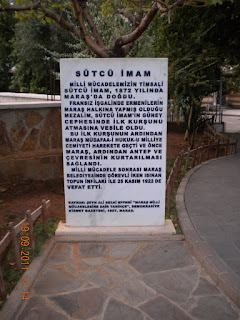 SÜTCÜ İMAM
MİLLİ MÜCADELEMİZİN TİMSALİ
SÜTCÜ İMAM, 1872 YILINDA
MARAŞ'DA DOĞDU.
FRANSIZ İŞGALİNDE ERMENİLERİN
MARAŞ HALKINA YAPMIŞ OLDUĞU
MEZALİM, SÜTCÜ İMAM'IN GÜNEY
CEPHESİNDE İLK KURŞUNU
ATMASINA VESİLE OLDU.
BU İLK KURŞUNUN ARDINDAN
MARAŞ MÜDAFAA-İ HUKUK-U MİLLİYE
CEMİYETİ HAREKETE GEÇTİ VE ÖNCE
MARAŞ, ARDINDAN ANTEP VE
ÇEVRESİNİN KURTARILMASI
SAĞLANDI.
MİLLİ MÜCADELE SONRASI MARAŞ
BELEDİYESİNDE GÖREVLİ İKEN ISINAN
TOPUN İNFİLAKI İLE 25 KASIM 1922 DE
VEFAT ETTİ.
MİLLİ
MARAŞ.